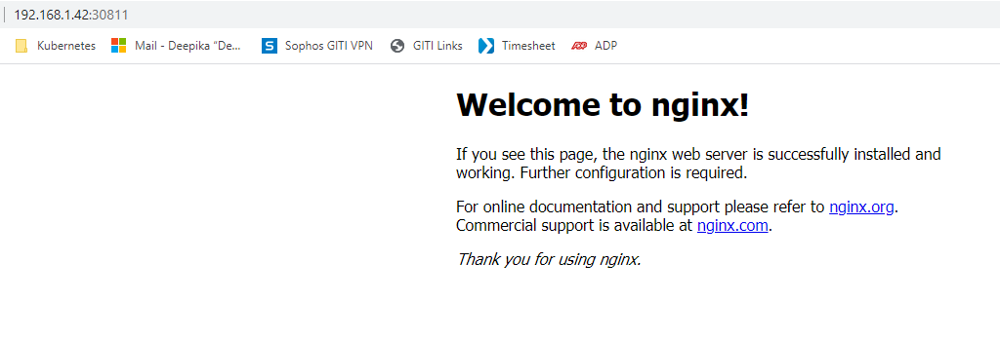 192.168.1.42:30811
Kubernetes Mail - Deepika "De... Sophos GITI VPN GITI Links Timesheet ADP
Welcome to nginx!
If you see this page, the nginx web server is successfully installed and
working. Further configuration is required.
For online documentation and support please refer to nginx.org.
Commercial support is available at nginx.com.
Thank you for using nginx.